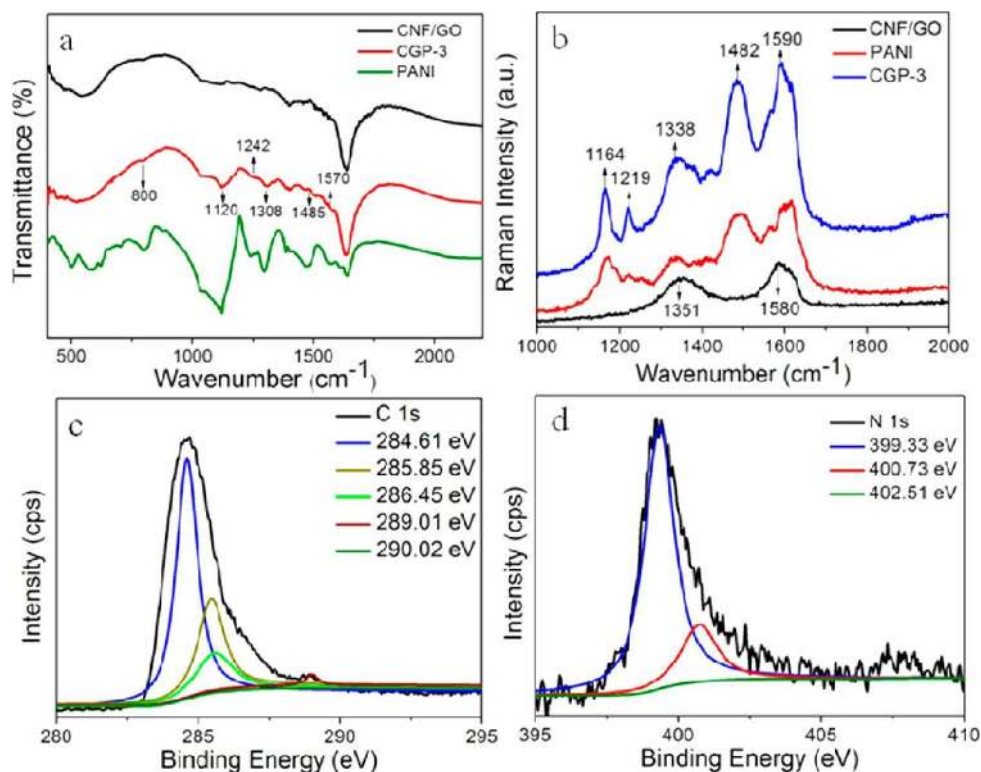 a
CNF/GO
CGP-3
PANI
Transmittance (%)
1242
1570
800
1120
1308
1485
500 1000 1500 2000
Wavenumber (cm⁻¹)
b
1482
1590
CNF/GO
PANI
CGP-3
1338
1164
1219
Raman Intensity (a.u.)
1351
1580
1000 1200 1400 1600 1800 2000
Wavenumber (cm⁻¹)
c
C 1s
284.61 eV
285.85 eV
286.45 eV
289.01 eV
290.02 eV
Intensity (cps)
280 285 290 295
Binding Energy (eV)
d
N 1s
399.33 eV
400.73 eV
402.51 eV
Intensity (cps)
395 400 405 410
Binding Energy (eV)